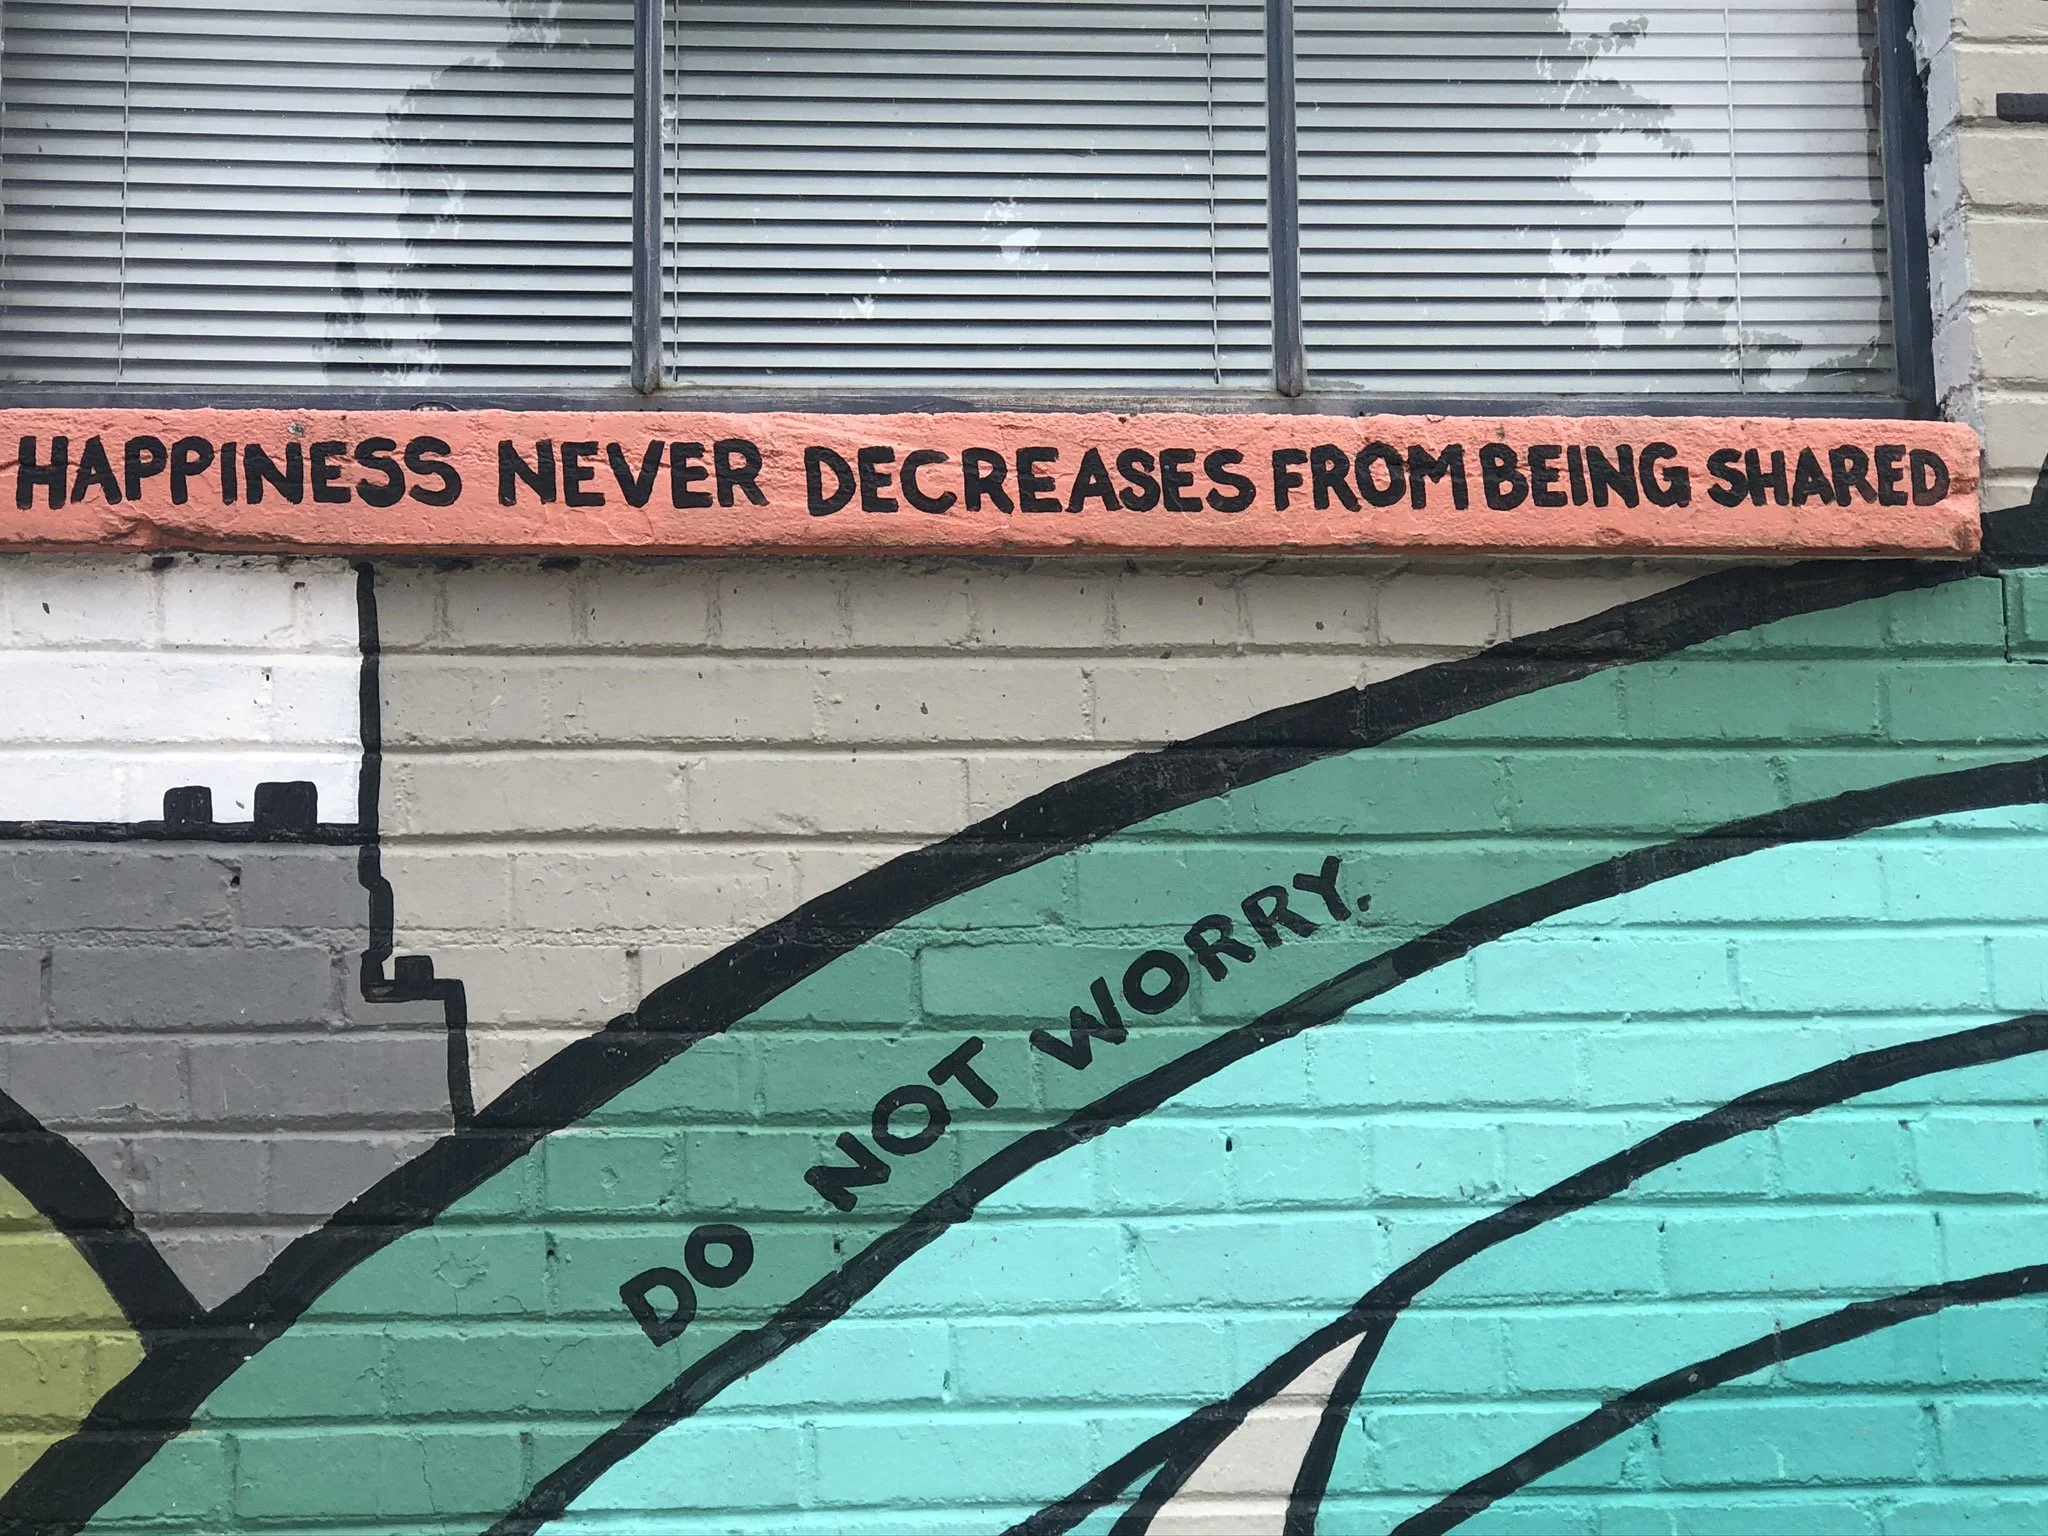 HAPPINESS NEVER DECREASES FROM BEING SHARED
DO NOT WORRY.